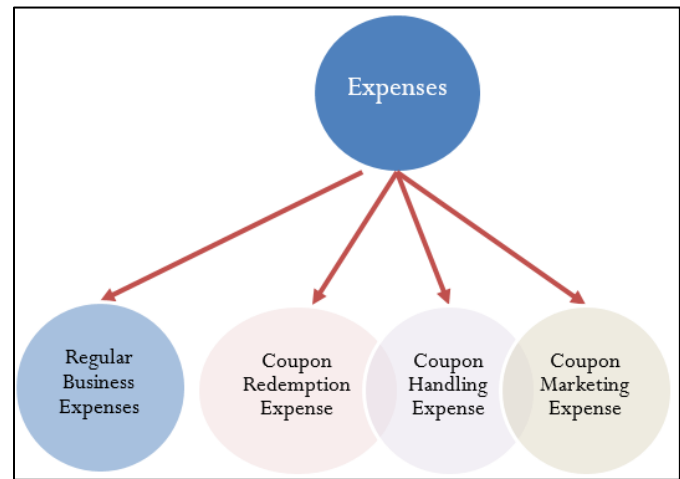 Expenses
Regular
Business
Expenses
Coupon
Redemption
Expense
Coupon
Handling
Expense
Coupon
Marketing
Expense